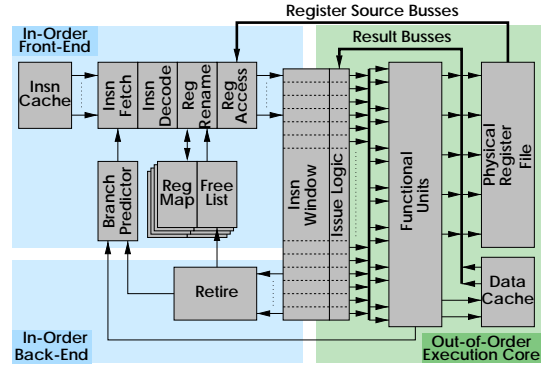 Register Source Busses
In-Order
Front-End
Result Busses
Insn
Cache
Insn
Fetch
Insn
Decode
Reg
Rename
Reg
Access
Insn
Window
Issue Logic
Functional
Units
Physical
Register
File
Branch
Predictor
Reg
Map
Free
List
Retire
Data
Cache
In-Order
Back-End
Out-of-Order
Execution Core